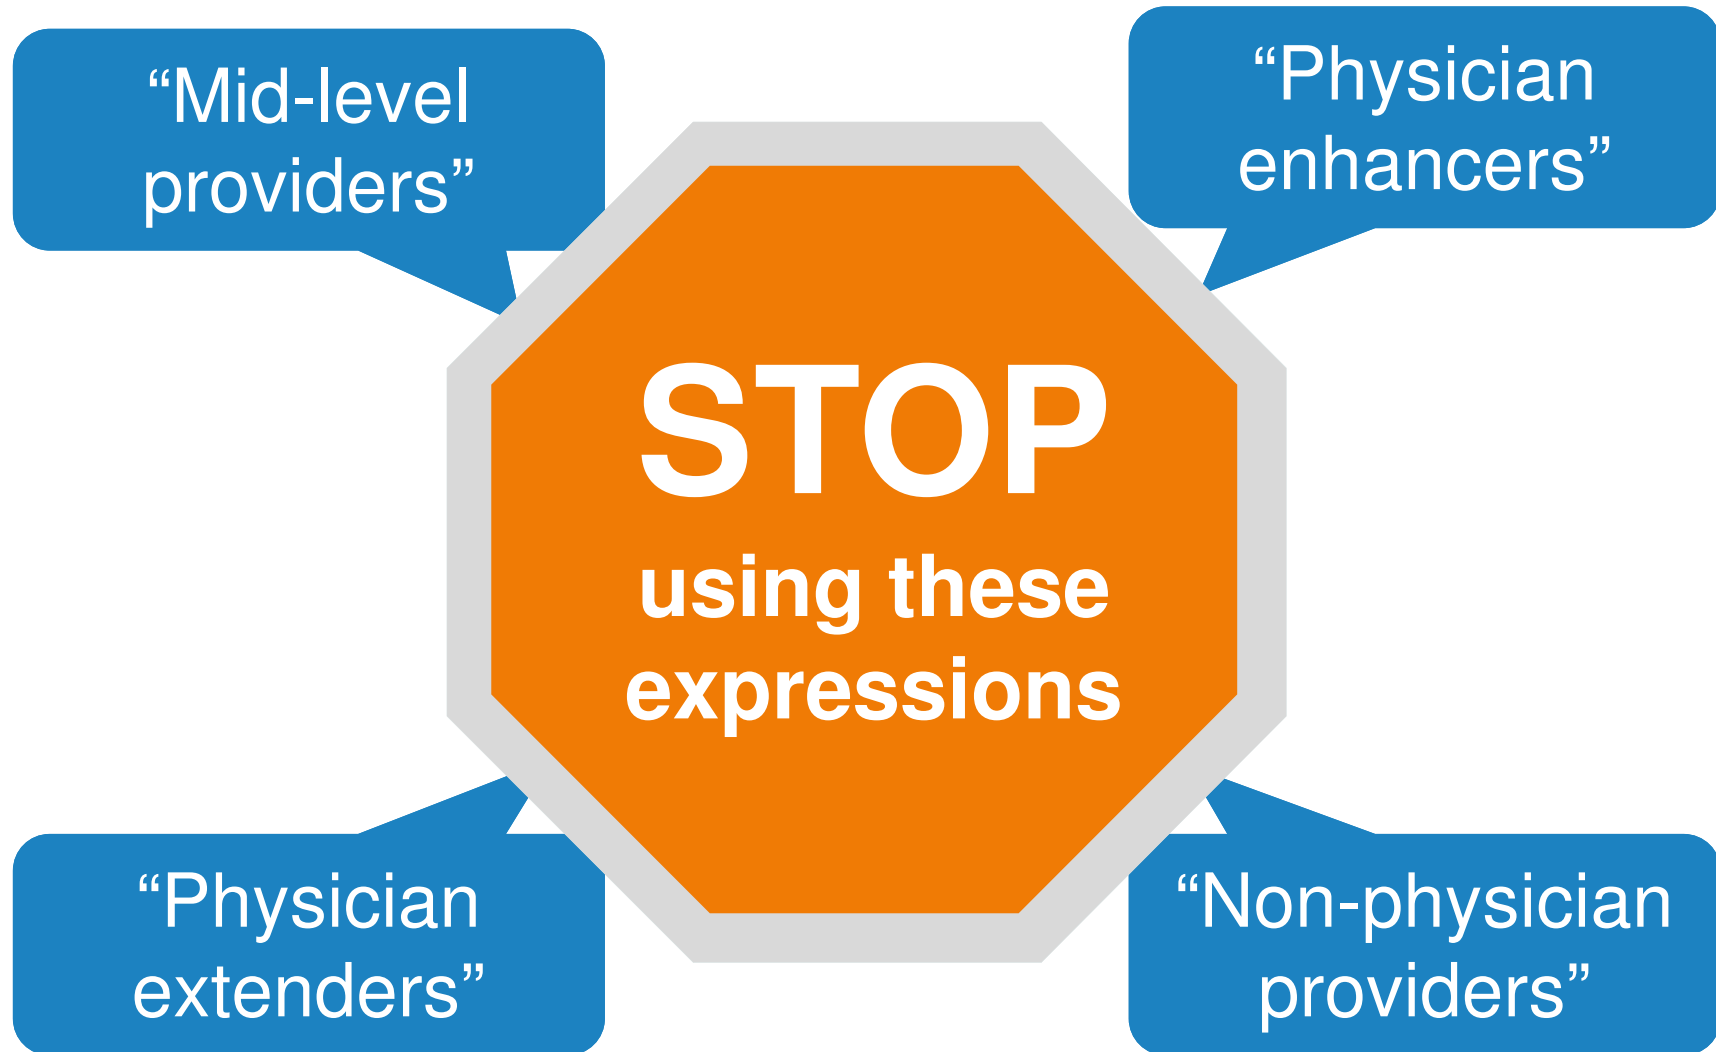 “Mid-level
providers”
“Physician
enhancers”
STOP
using these
expressions
“Physician
extenders”
“Non-physician
providers”